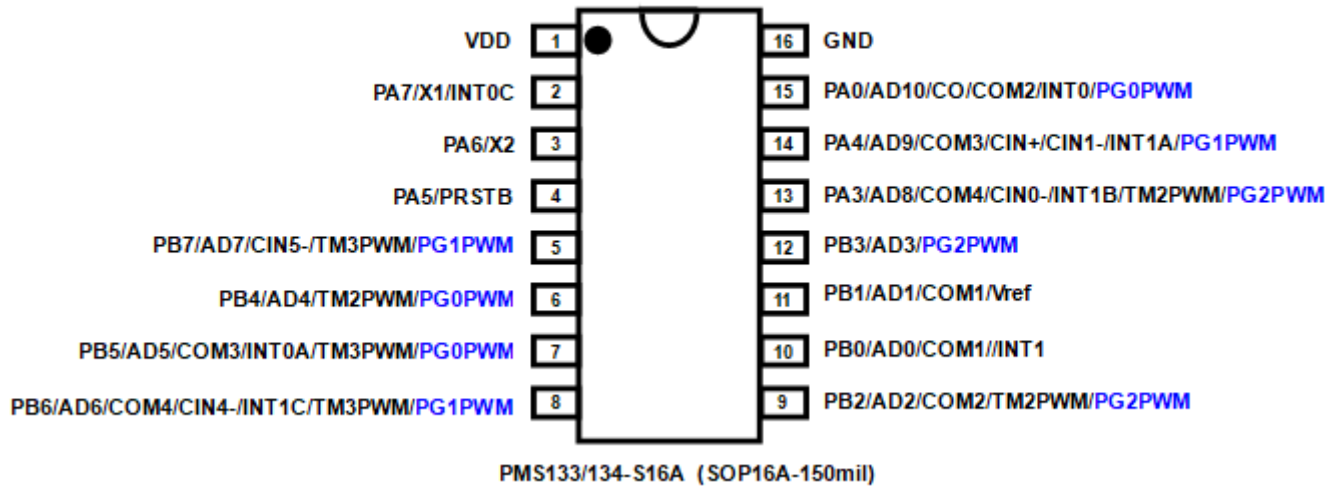 VDD 1 16 GND
PA7/X1/INT0C 2 15 PA0/AD10/CO/COM2/INT0/PG0PWM
PA6/X2 3 14 PA4/AD9/COM3/CIN+/CIN1-/INT1A/PG1PWM
PA5/PRSTB 4 13 PA3/AD8/COM4/CIN0-/INT1B/TM2PWM/PG2PWM
PB7/AD7/CIN5-/TM3PWM/PG1PWM 5 12 PB3/AD3/PG2PWM
PB4/AD4/TM2PWM/PG0PWM 6 11 PB1/AD1/COM1/Vref
PB5/AD5/COM3/INT0A/TM3PWM/PG0PWM 7 10 PB0/AD0/COM1//INT1
PB6/AD6/COM4/CIN4-/INT1C/TM3PWM/PG1PWM 8 9 PB2/AD2/COM2/TM2PWM/PG2PWM
PMS133/134-S16A (SOP16A-150mil)